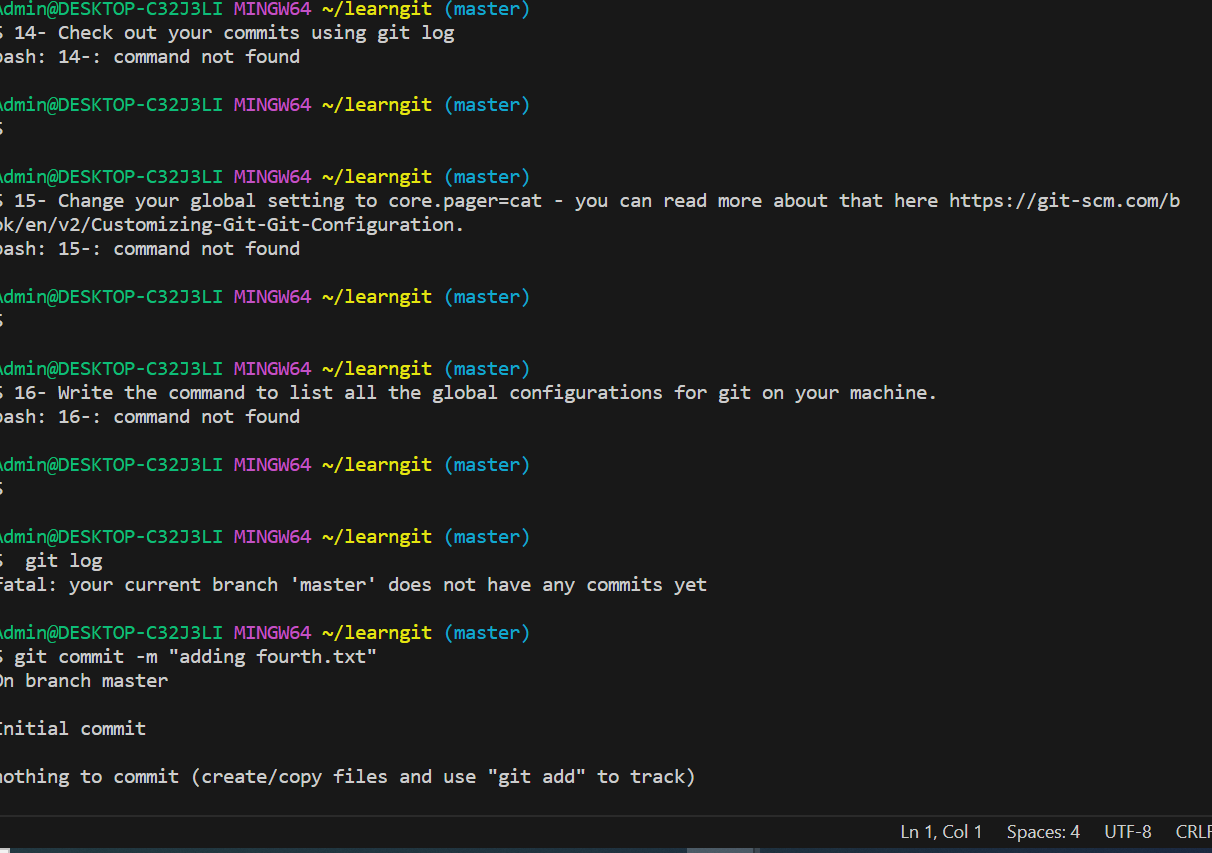 Admin@DESKTOP-C32J3LI MINGW64 ~/learngit (master)
$ 14- Check out your commits using git log
bash: 14-: command not found
Admin@DESKTOP-C32J3LI MINGW64 ~/learngit (master)
$
Admin@DESKTOP-C32J3LI MINGW64 ~/learngit (master)
$ 15- Change your global setting to core.pager=cat - you can read more about that here https://git-scm.com/b
ok/en/v2/Customizing-Git-Git-Configuration.
bash: 15-: command not found
Admin@DESKTOP-C32J3LI MINGW64 ~/learngit (master)
$
Admin@DESKTOP-C32J3LI MINGW64 ~/learngit (master)
$ 16- Write the command to list all the global configurations for git on your machine.
bash: 16-: command not found
Admin@DESKTOP-C32J3LI MINGW64 ~/learngit (master)
$
Admin@DESKTOP-C32J3LI MINGW64 ~/learngit (master)
$  git log
fatal: your current branch 'master' does not have any commits yet
Admin@DESKTOP-C32J3LI MINGW64 ~/learngit (master)
$ git commit -m "adding fourth.txt"
On branch master
Initial commit
nothing to commit (create/copy files and use "git add" to track)
Ln 1, Col 1 Spaces: 4 UTF-8 CRLF